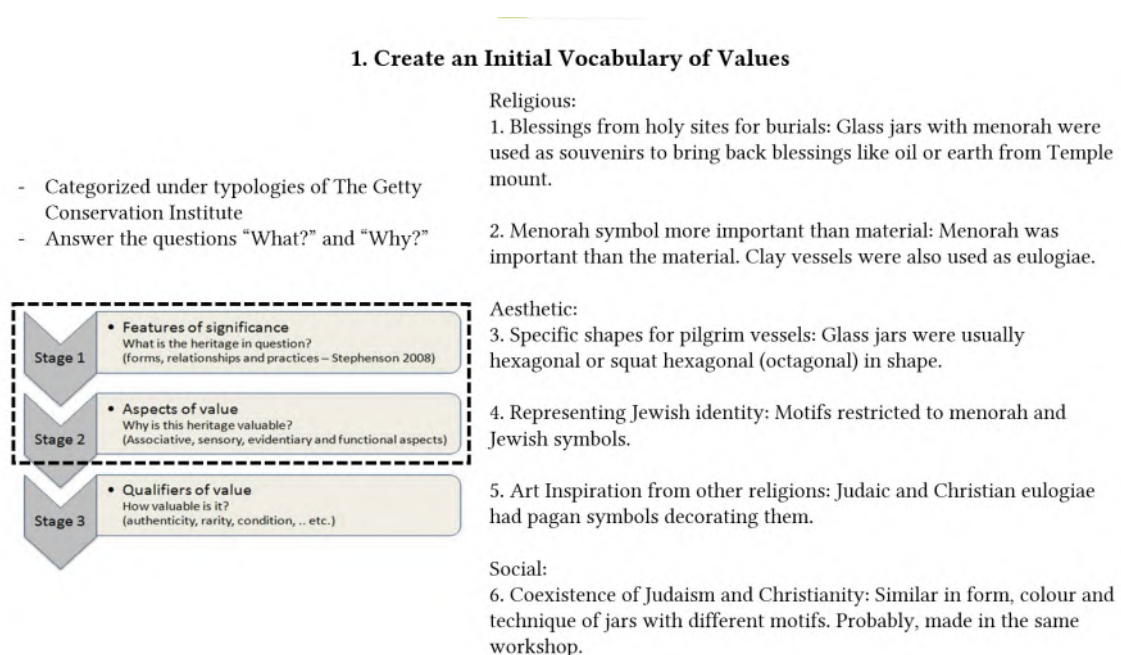 1. Create an Initial Vocabulary of Values
- Categorized under typologies of The Getty
Conservation Institute
- Answer the questions “What?” and “Why?”
Stage 1
• Features of significance
What is the heritage in question?
(forms, relationships and practices – Stephenson 2008)
Stage 2
• Aspects of value
Why is this heritage valuable?
(Associative, sensory, evidentiary and functional aspects)
Stage 3
• Qualifiers of value
How valuable is it?
(authenticity, rarity, condition, .. etc.)
Religious:
1. Blessings from holy sites for burials: Glass jars with menorah were
used as souvenirs to bring back blessings like oil or earth from Temple
mount.
2. Menorah symbol more important than material: Menorah was
important than the material. Clay vessels were also used as eulogiae.
Aesthetic:
3. Specific shapes for pilgrim vessels: Glass jars were usually
hexagonal or squat hexagonal (octagonal) in shape.
4. Representing Jewish identity: Motifs restricted to menorah and
Jewish symbols.
5. Art Inspiration from other religions: Judaic and Christian eulogiae
had pagan symbols decorating them.
Social:
6. Coexistence of Judaism and Christianity: Similar in form, colour and
technique of jars with different motifs. Probably, made in the same
workshop.